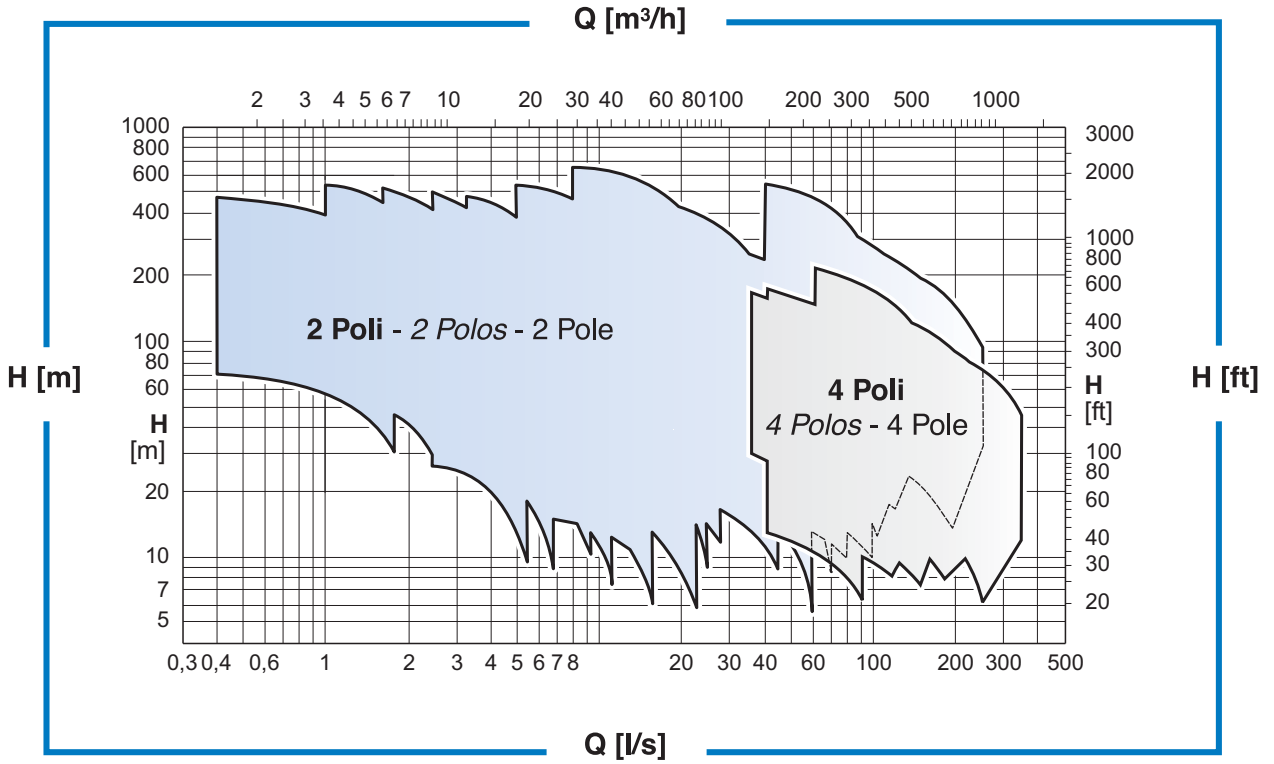 Q [m³/h]
2 3 4 5 6 7 10 20 30 40 60 80 100 200 300 500 1000
1000
800
600
400
200
100
80
60
H
[m]
20
10
7
5
3000
2000
1000
800
600
400
300
H
[ft]
100
80
60
40
30
20
2 Poli - 2 Polos - 2 Pole
4 Poli
4 Polos - 4 Pole
H [m]
H [ft]
0,3 0,4 0,6 1 2 3 4 5 6 7 8 20 30 40 60 100 200 300 500
Q [l/s]